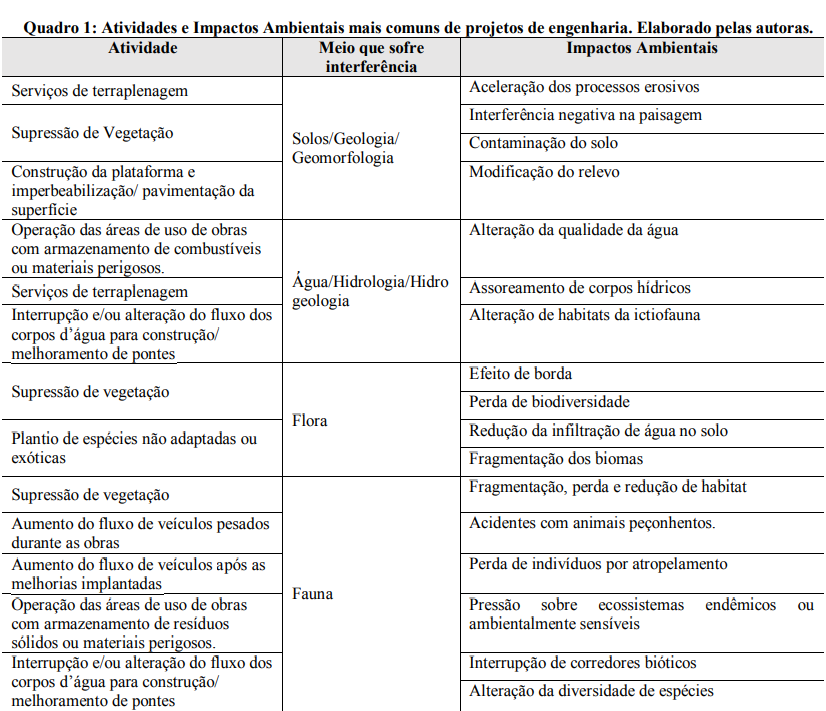 Quadro 1: Atividades e Impactos Ambientais mais comuns de projetos de engenharia. Elaborado pelas autoras.
Atividade
Meio que sofre
interferência
Impactos Ambientais
Serviços de terraplenagem
Supressão de Vegetação
Construção da plataforma e
imperbeabilização/ pavimentação da
superfície
Solos/Geologia/
Geomorfologia
Aceleração dos processos erosivos
Interferência negativa na paisagem
Contaminação do solo
Modificação do relevo
Operação das áreas de uso de obras
com armazenamento de combustíveis
ou materiais perigosos.
Serviços de terraplenagem
Interrupção e/ou alteração do fluxo dos
corpos d’água para construção/
melhoramento de pontes
Água/Hidrologia/Hidro
geologia
Alteração da qualidade da água
Assoreamento de corpos hídricos
Alteração de habitats da ictiofauna
Supressão de vegetação
Plantio de espécies não adaptadas ou
exóticas
Flora
Efeito de borda
Perda de biodiversidade
Redução da infiltração de água no solo
Fragmentação dos biomas
Supressão de vegetação
Aumento do fluxo de veículos pesados
durante as obras
Aumento do fluxo de veículos após as
melhorias implantadas
Operação das áreas de uso de obras
com armazenamento de resíduos
sólidos ou materiais perigosos.
Interrupção e/ou alteração do fluxo dos
corpos d’água para construção/
melhoramento de pontes
Fauna
Fragmentação, perda e redução de habitat
Acidentes com animais peçonhentos.
Perda de indivíduos por atropelamento
Pressão sobre ecossistemas endêmicos ou
ambientalmente sensíveis
Interrupção de corredores bióticos
Alteração da diversidade de espécies